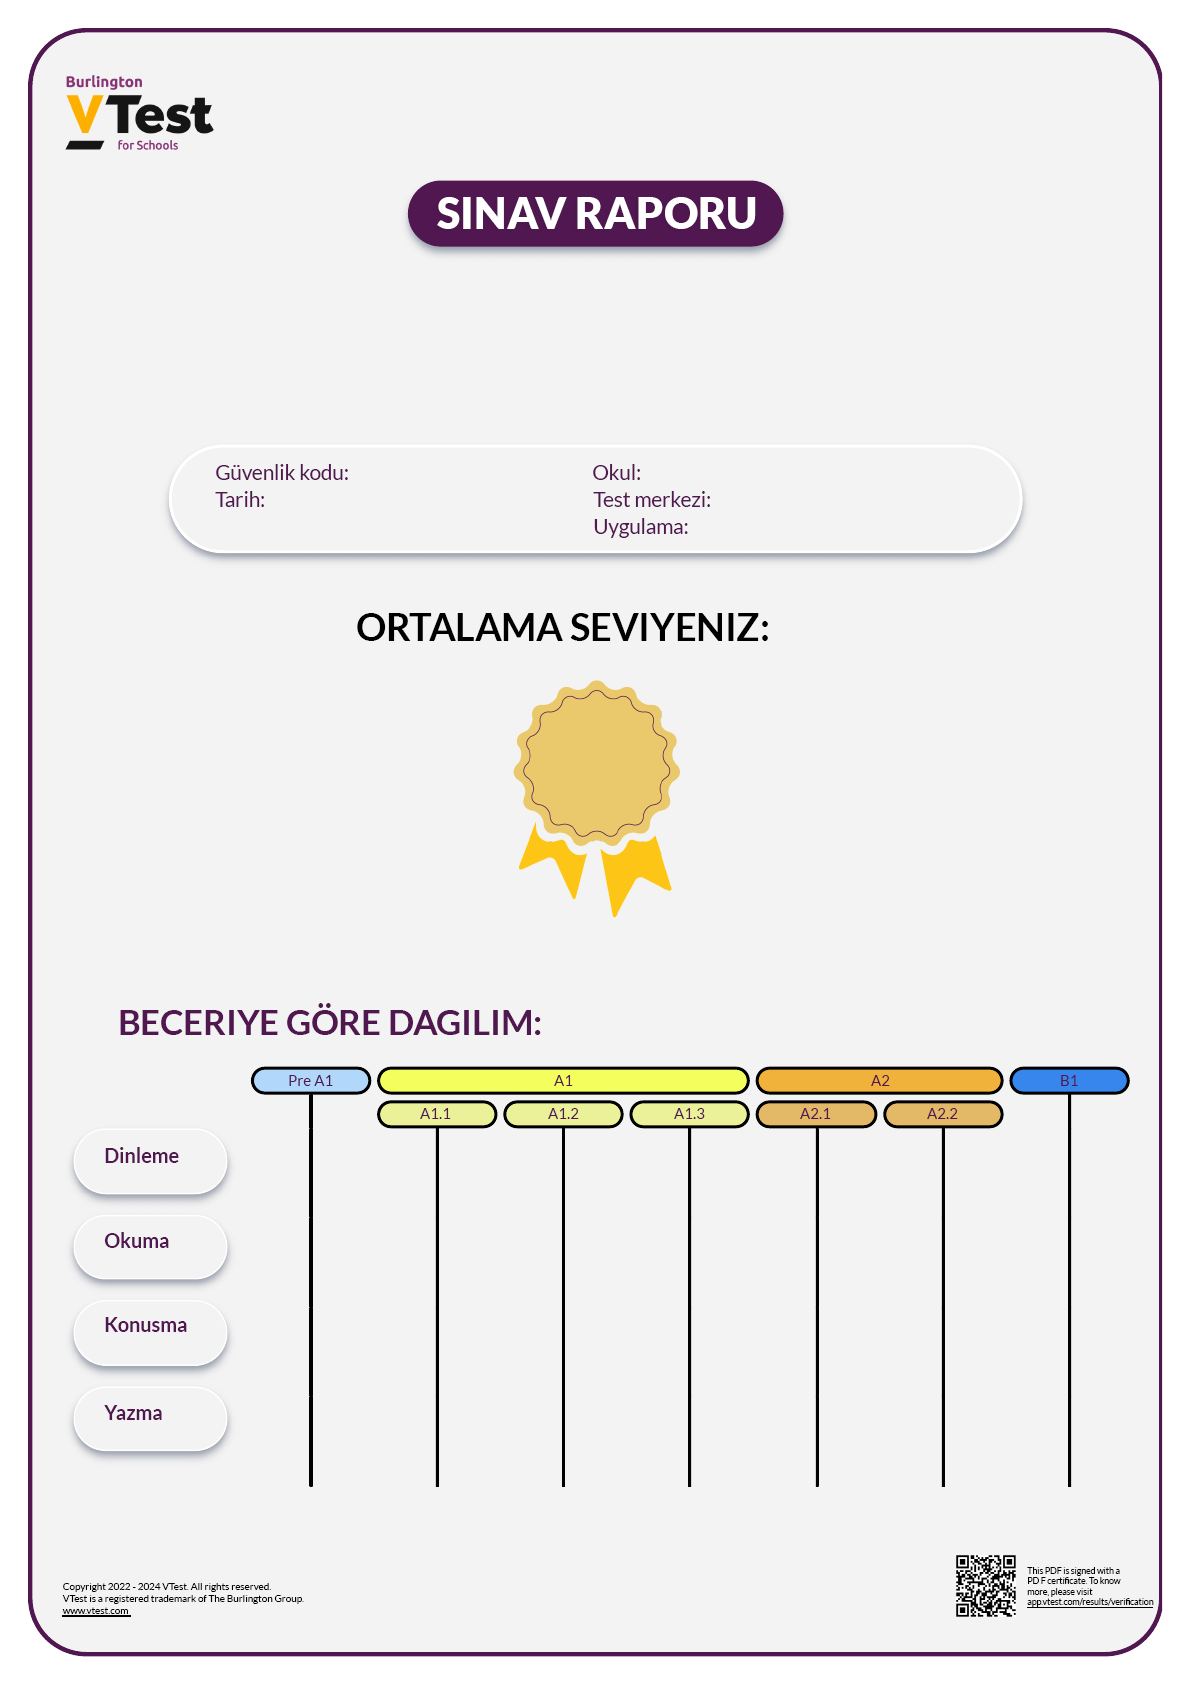 Burlington
VTest
for Schools
SINAV RAPORU
Güvenlik kodu:
Tarih:
Okul:
Test merkezi:
Uygulama:
ORTALAMA SEVIYENIZ:
BECERIYE GÖRE DAGILIM:
Pre A1 A1 A2 B1
A1.1 A1.2 A1.3 A2.1 A2.2
Dinleme
Okuma
Konusma
Yazma
Copyright 2022 - 2024 VTest. All rights reserved.
VTest is a registered trademark of The Burlington Group.
www.vtest.com
This PDF is signed with a
PD F certificate. To know
more, please visit
app.vtest.com/results/verification